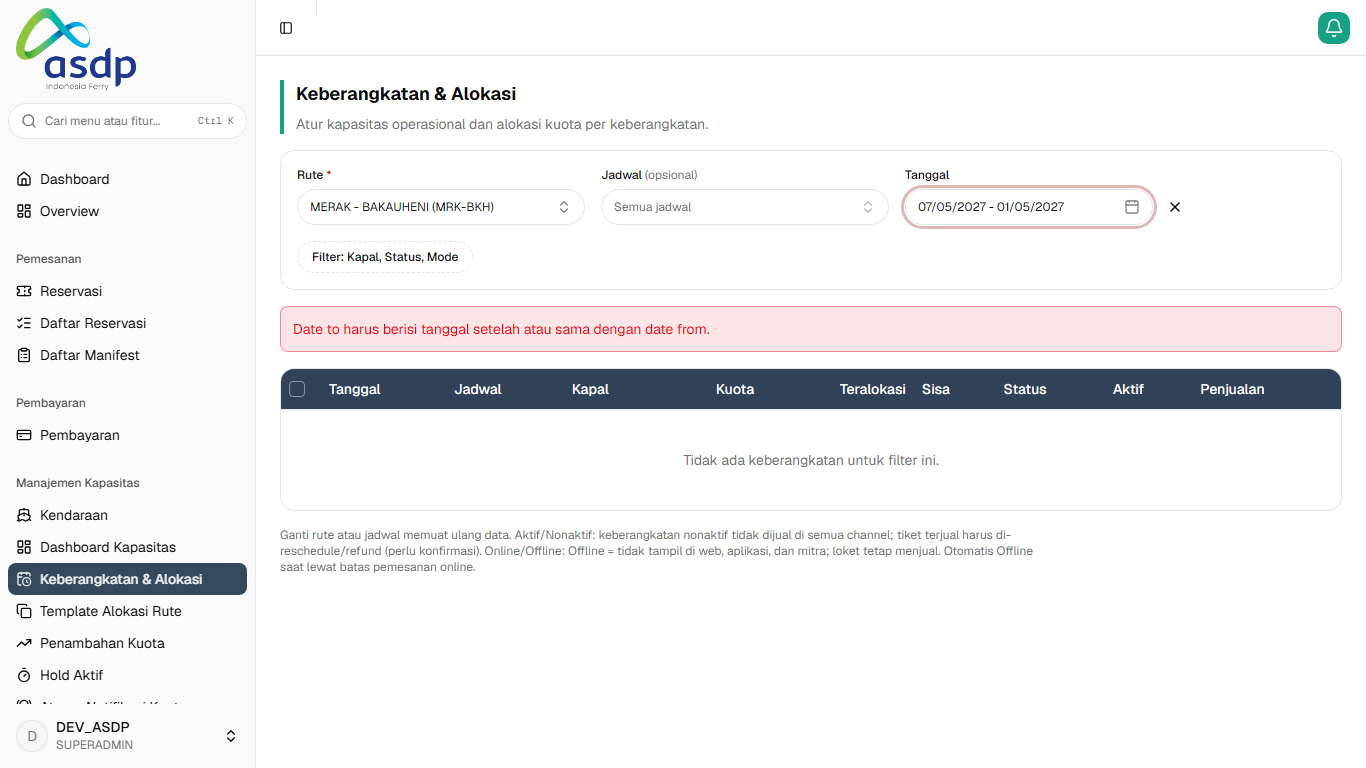 asdp
Indonesia Ferry
Cari menu atau fitur...
Ctrl K
Dashboard
Overview
Pemesanan
Reservasi
Daftar Reservasi
Daftar Manifest
Pembayaran
Pembayaran
Manajemen Kapasitas
Kendaraan
Dashboard Kapasitas
Keberangkatan & Alokasi
Template Alokasi Rute
Penambahan Kuota
Hold Aktif
D
DEV_ASDP
SUPERADMIN
Keberangkatan & Alokasi
Atur kapasitas operasional dan alokasi kuota per keberangkatan.
Rute *
Jadwal (opsional)
Tanggal
MERAK - BAKAUHENI (MRK-BKH)
Semua jadwal
07/05/2027 - 01/05/2027
Filter: Kapal, Status, Mode
Date to harus berisi tanggal setelah atau sama dengan date from.
Tanggal Jadwal Kapal Kuota Teralokasi Sisa Status Aktif Penjualan
Tidak ada keberangkatan untuk filter ini.
Ganti rute atau jadwal memuat ulang data. Aktif/Nonaktif: keberangkatan nonaktif tidak dijual di semua channel; tiket terjual harus di-
reschedule/refund (perlu konfirmasi). Online/Offline: Offline = tidak tampil di web, aplikasi, dan mitra; loket tetap menjual. Otomatis Offline
saat lewat batas pemesanan online.